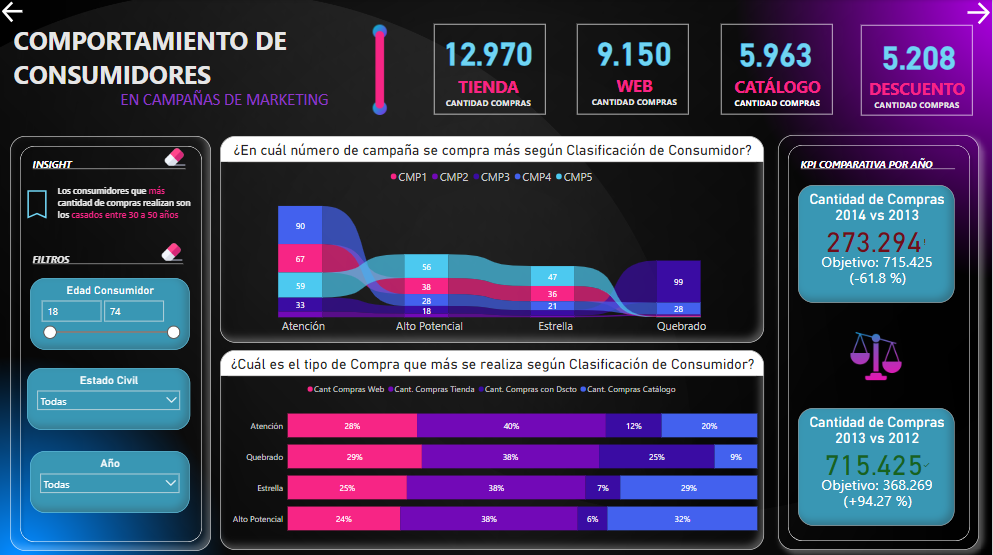 COMPORTAMIENTO DE
CONSUMIDORES
EN CAMPAÑAS DE MARKETING
12.970
TIENDA
CANTIDAD COMPRAS
9.150
WEB
CANTIDAD COMPRAS
5.963
CATÁLOGO
CANTIDAD COMPRAS
5.208
DESCUENTO
CANTIDAD COMPRAS
INSIGHT
Los consumidores que más
cantidad de compras realizan son
los casados entre 30 a 50 años
FILTROS
Edad Consumidor
18 74
Estado Civil
Todas
Año
Todas
¿En cuál número de campaña se compra más según Clasificación de Consumidor?
CMP1 CMP2 CMP3 CMP4 CMP5
90
67
59
33
56
38
28
18
47
36
21
99
28
Atención Alto Potencial Estrella Quebrado
¿Cuál es el tipo de Compra que más se realiza según Clasificación de Consumidor?
Cant Compras Web Cant. Compras Tienda Cant. Compras con Dscto Cant. Compras Catálogo
Atención 28% 40% 12% 20%
Quebrado 29% 38% 25% 9%
Estrella 25% 38% 7% 29%
Alto Potencial 24% 38% 6% 32%
KPI COMPARATIVA POR AÑO
Cantidad de Compras
2014 vs 2013
273.294!
Objetivo: 715.425
(-61.8 %)
Cantidad de Compras
2013 vs 2012
715.425✓
Objetivo: 368.269
(+94.27 %)